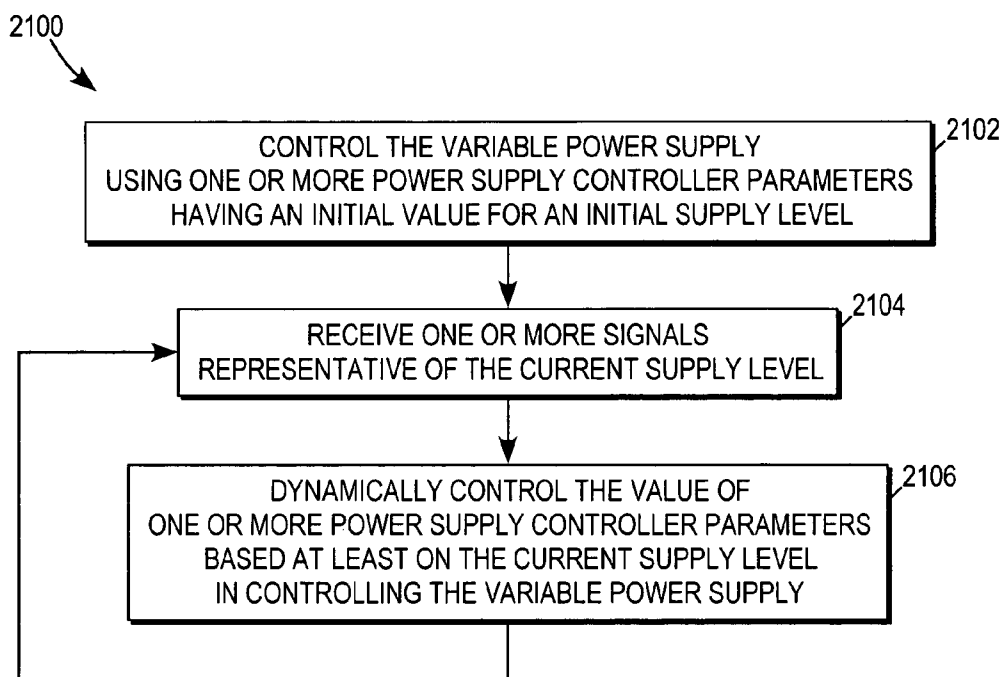 2100
2102
CONTROL THE VARIABLE POWER SUPPLY
USING ONE OR MORE POWER SUPPLY CONTROLLER PARAMETERS
HAVING AN INITIAL VALUE FOR AN INITIAL SUPPLY LEVEL
2104
RECEIVE ONE OR MORE SIGNALS
REPRESENTATIVE OF THE CURRENT SUPPLY LEVEL
2106
DYNAMICALLY CONTROL THE VALUE OF
ONE OR MORE POWER SUPPLY CONTROLLER PARAMETERS
BASED AT LEAST ON THE CURRENT SUPPLY LEVEL
IN CONTROLLING THE VARIABLE POWER SUPPLY